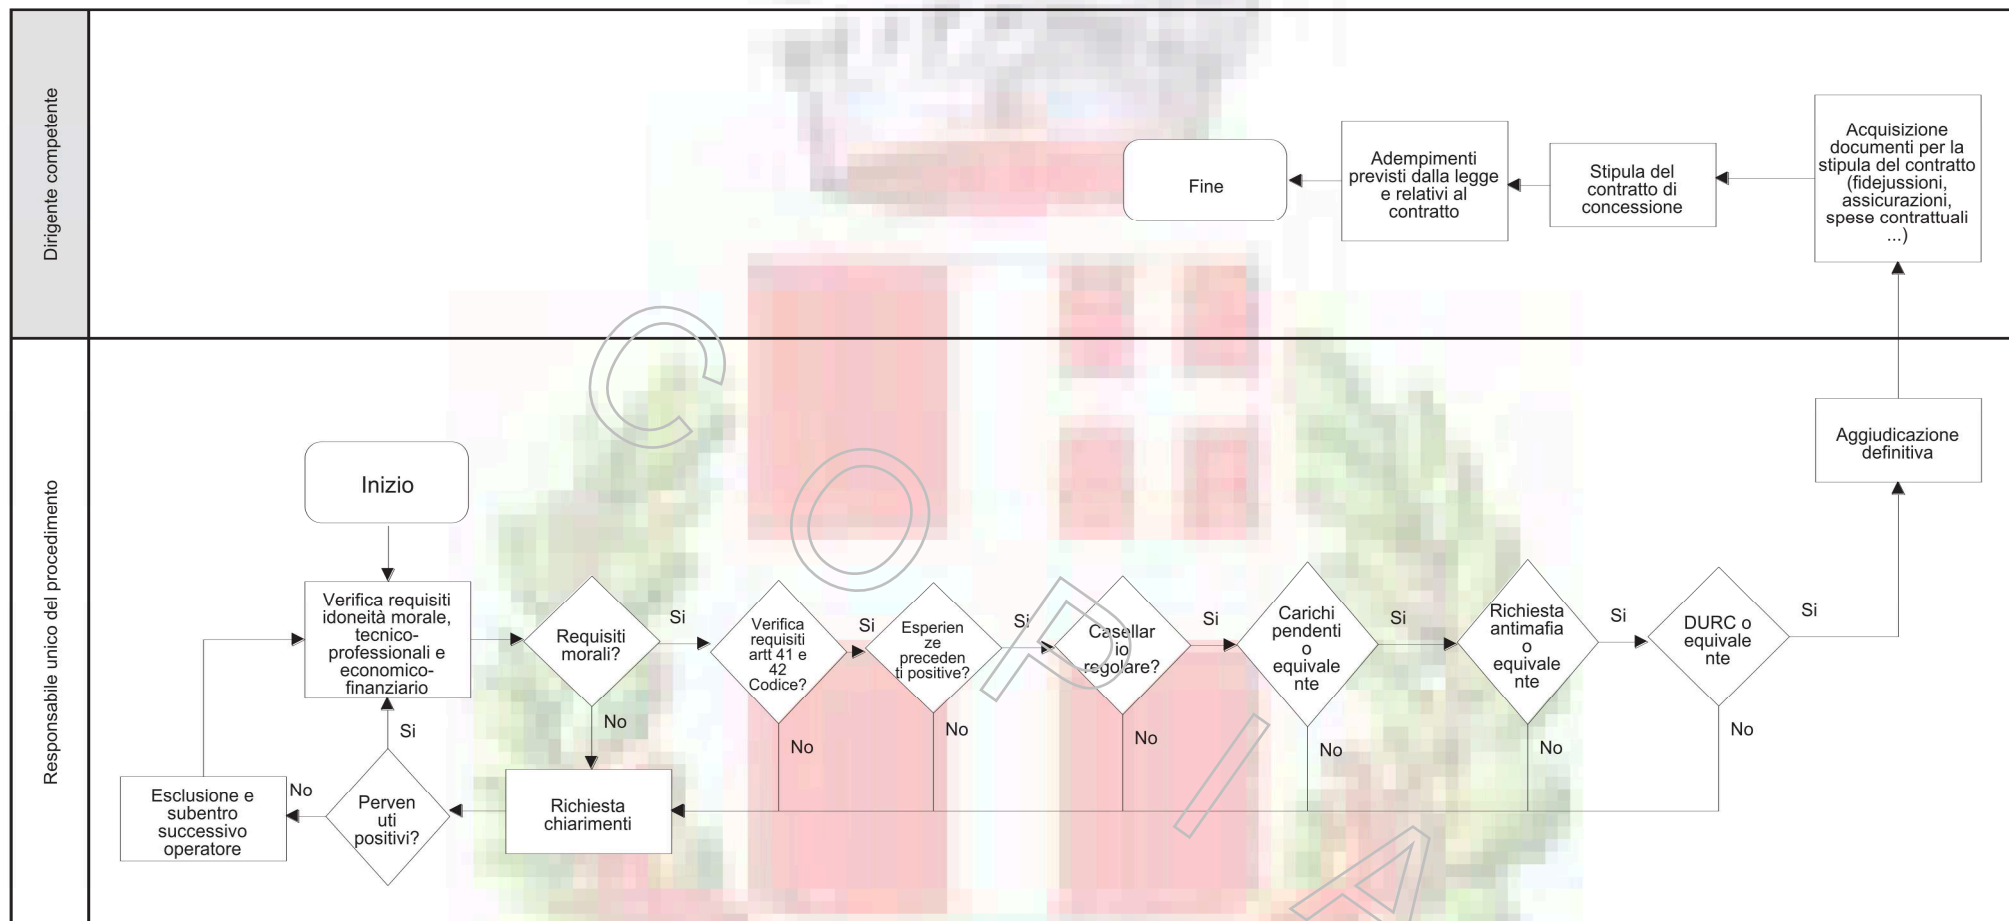 Dirigente competente
Fine
Adempimenti
previsti dalla legge
e relativi al
contratto
Stipula del
contratto di
concessione
Acquisizione
documenti per la
stipula del contratto
(fidejussioni,
assicurazioni,
spese contrattuali
...)
Responsabile unico del procedimento
Inizio
Aggiudicazione
definitiva
Verifica requisiti
idoneità morale,
tecnico-
professionali e
economico-
finanziario
Requisiti
morali?
Si
No
Verifica
requisiti
artt 41 e
42
Codice?
Si
No
Esperien
ze
preceden
ti positive?
Si
No
Casellar
io
regolare?
Si
No
Carichi
pendenti
o
equivale
nte
Si
No
Richiesta
antimafia
o
equivale
nte
Si
No
DURC o
equivale
nte
Si
No
Richiesta
chiarimenti
Perven
uti
positivi?
Si
No
Esclusione e
subentro
successivo
operatore
COPIA